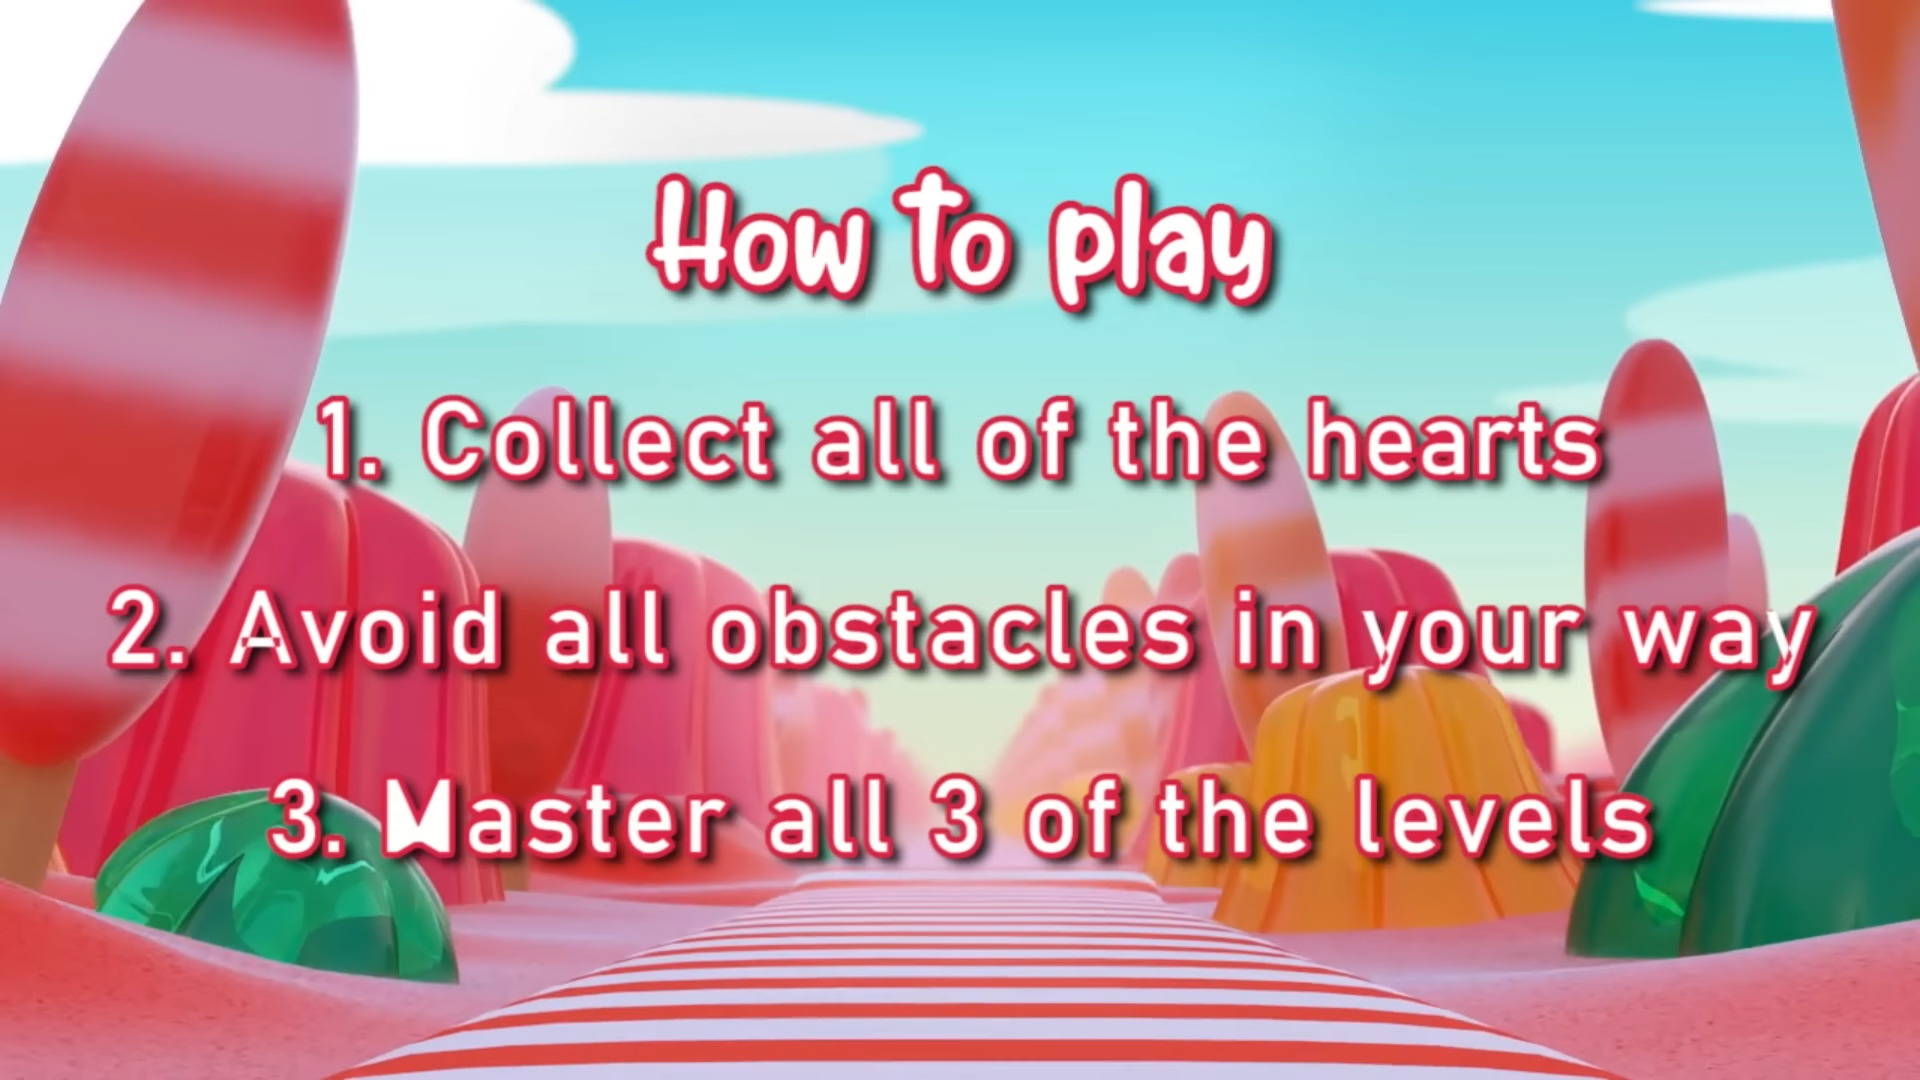 How to play
1. Collect all of the hearts
2. Avoid all obstacles in your way
3. Master all 3 of the levels